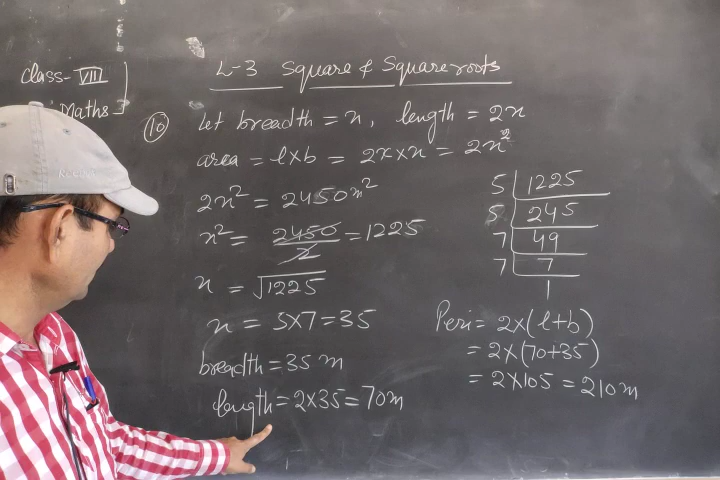 Class-VIII
Maths
L-3 Square & Squareroots
(10) Let breadth = x, length = 2x
area = l×b = 2x×x = 2x²
2x² = 2450m²
x² = 2450/2 = 1225
x = √1225
x = 5×7=35
breadth = 35 m
length = 2×35 = 70m
5 | 1225
5 | 245
7 | 49
7 | 7
1
Peri = 2×(l+b)
= 2×(70+35)
= 2×105 = 210m